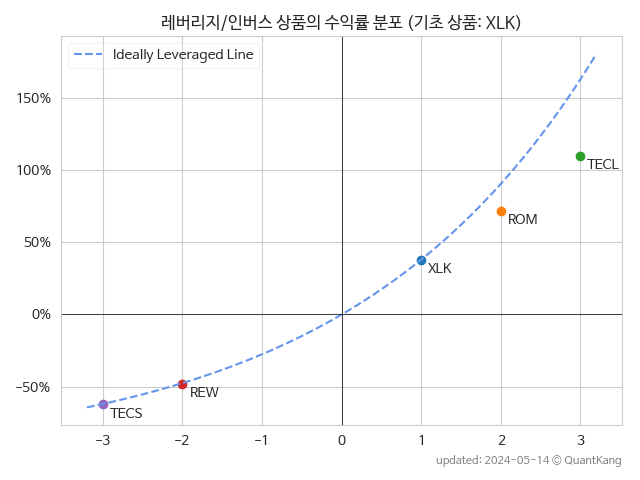 레버리지/인버스 상품의 수익률 분포 (기초 상품: XLK)
Ideally Leveraged Line
150%
100%
50%
0%
−50%
TECL
ROM
XLK
REW
TECS
−3 −2 −1 0 1 2 3
updated: 2024-05-14 © QuantKang